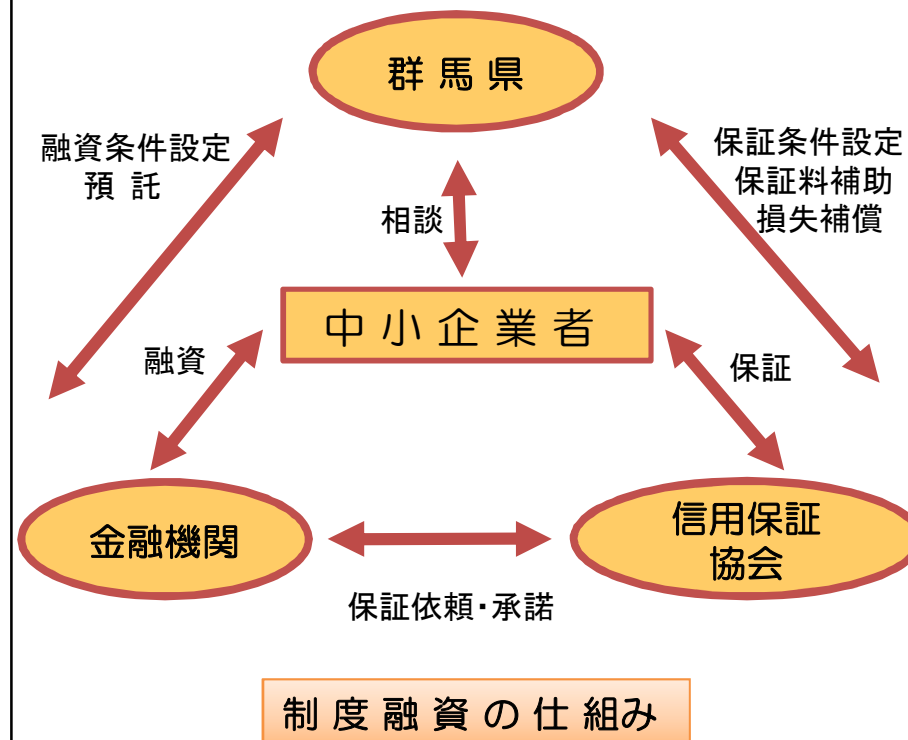 群馬県
融資条件設定
預託
保証条件設定
保証料補助
損失補償
相談
中小企業者
融資
保証
金融機関
信用保証
協会
保証依頼・承諾
制度融資の仕組み